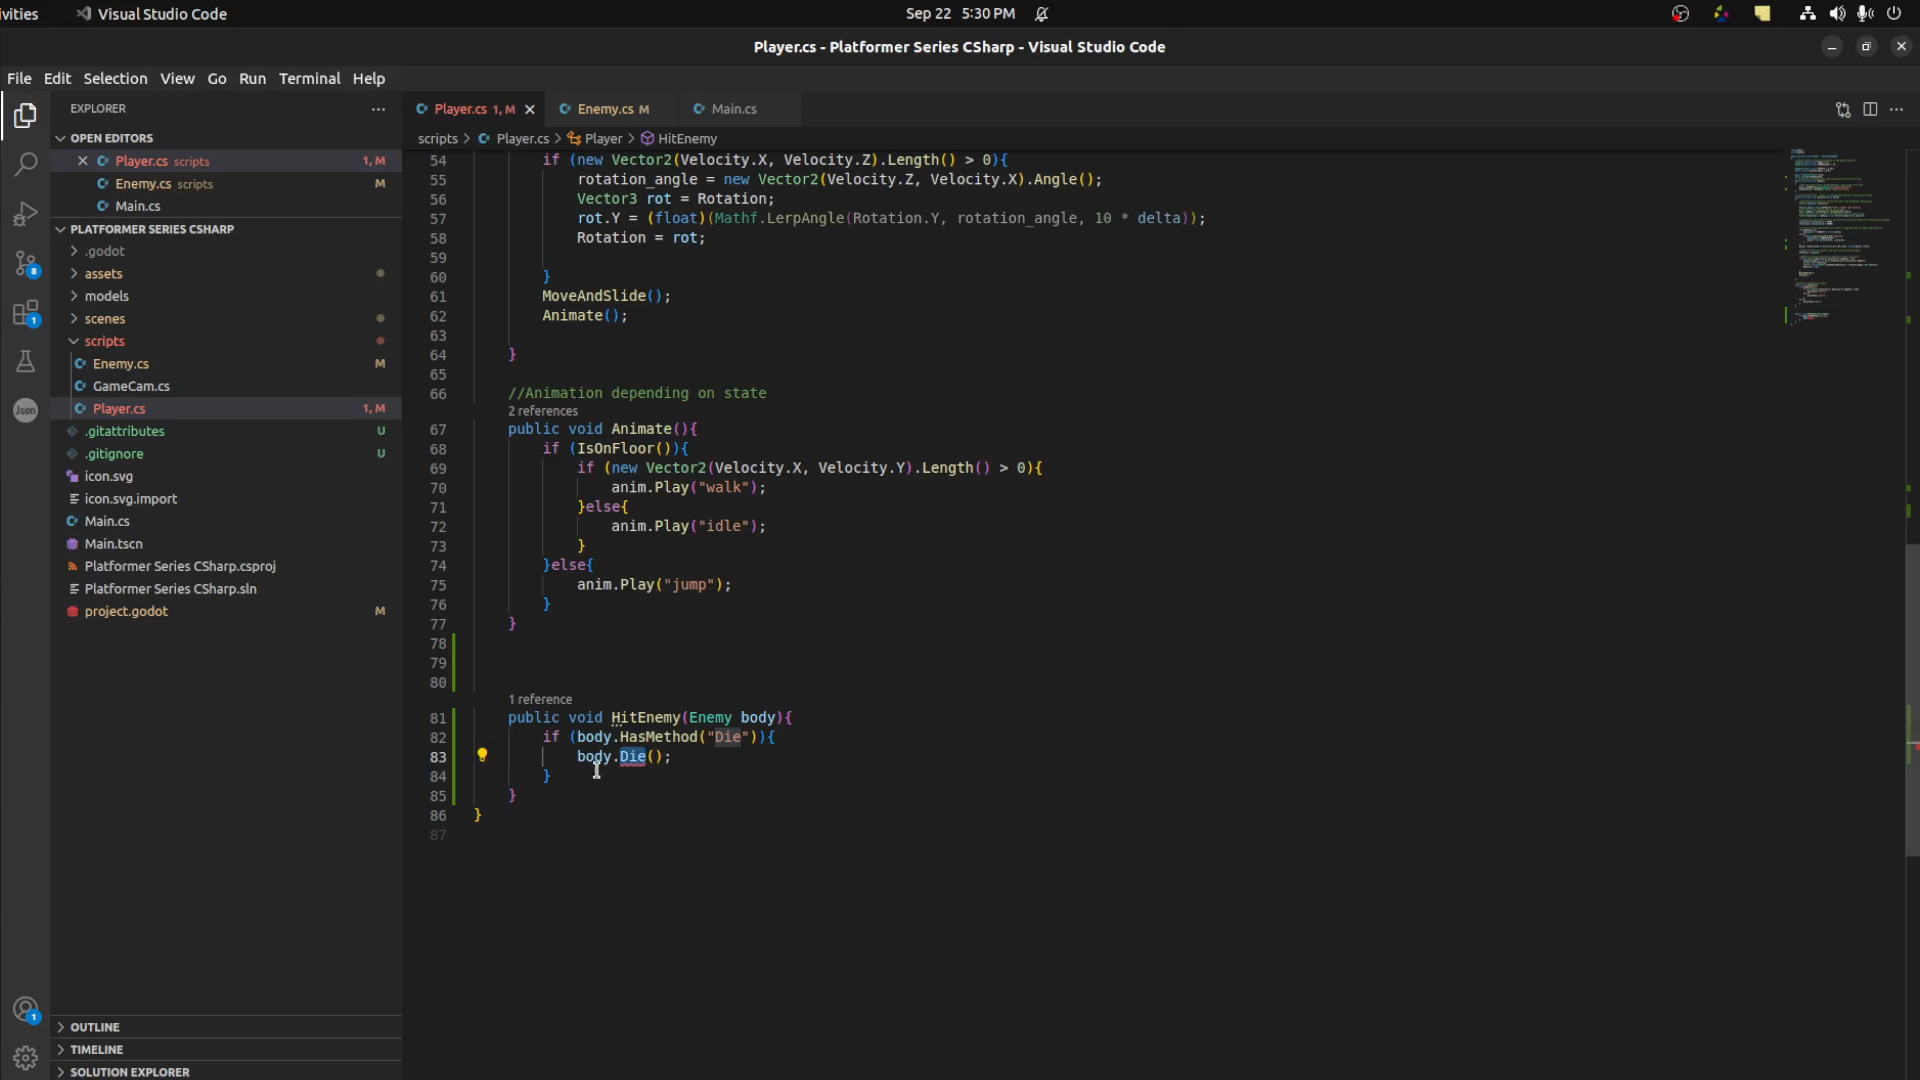 ivities
Visual Studio Code
Sep 22 5:30 PM
Player.cs - Platformer Series CSharp - Visual Studio Code
File Edit Selection View Go Run Terminal Help
EXPLORER
Player.cs 1, M
Enemy.cs M
Main.cs
OPEN EDITORS
scripts > Player.cs > Player > HitEnemy
Player.cs scripts 1, M
Enemy.cs scripts M
Main.cs
PLATFORMER SERIES CSHARP
.godot
assets
models
scenes
scripts
Enemy.cs M
GameCam.cs
Player.cs 1, M
.gitattributes U
.gitignore U
icon.svg
icon.svg.import
Main.cs
Main.tscn
Platformer Series CSharp.csproj
Platformer Series CSharp.sln
project.godot M
OUTLINE
TIMELINE
SOLUTION EXPLORER
8
1
Json
1
54 if (new Vector2(Velocity.X, Velocity.Z).Length() > 0){
55 rotation_angle = new Vector2(Velocity.Z, Velocity.X).Angle();
56 Vector3 rot = Rotation;
57 rot.Y = (float)(Mathf.LerpAngle(Rotation.Y, rotation_angle, 10 * delta));
58 Rotation = rot;
59
60 }
61 MoveAndSlide();
62 Animate();
63
64 }
65
66 //Animation depending on state
2 references
67 public void Animate(){
68 if (IsOnFloor()){
69 if (new Vector2(Velocity.X, Velocity.Y).Length() > 0){
70 anim.Play("walk");
71 }else{
72 anim.Play("idle");
73 }
74 }else{
75 anim.Play("jump");
76 }
77 }
78
79
80
1 reference
81 public void HitEnemy(Enemy body){
82 if (body.HasMethod("Die")){
83 body.Die();
84 }
85 }
86 }
87